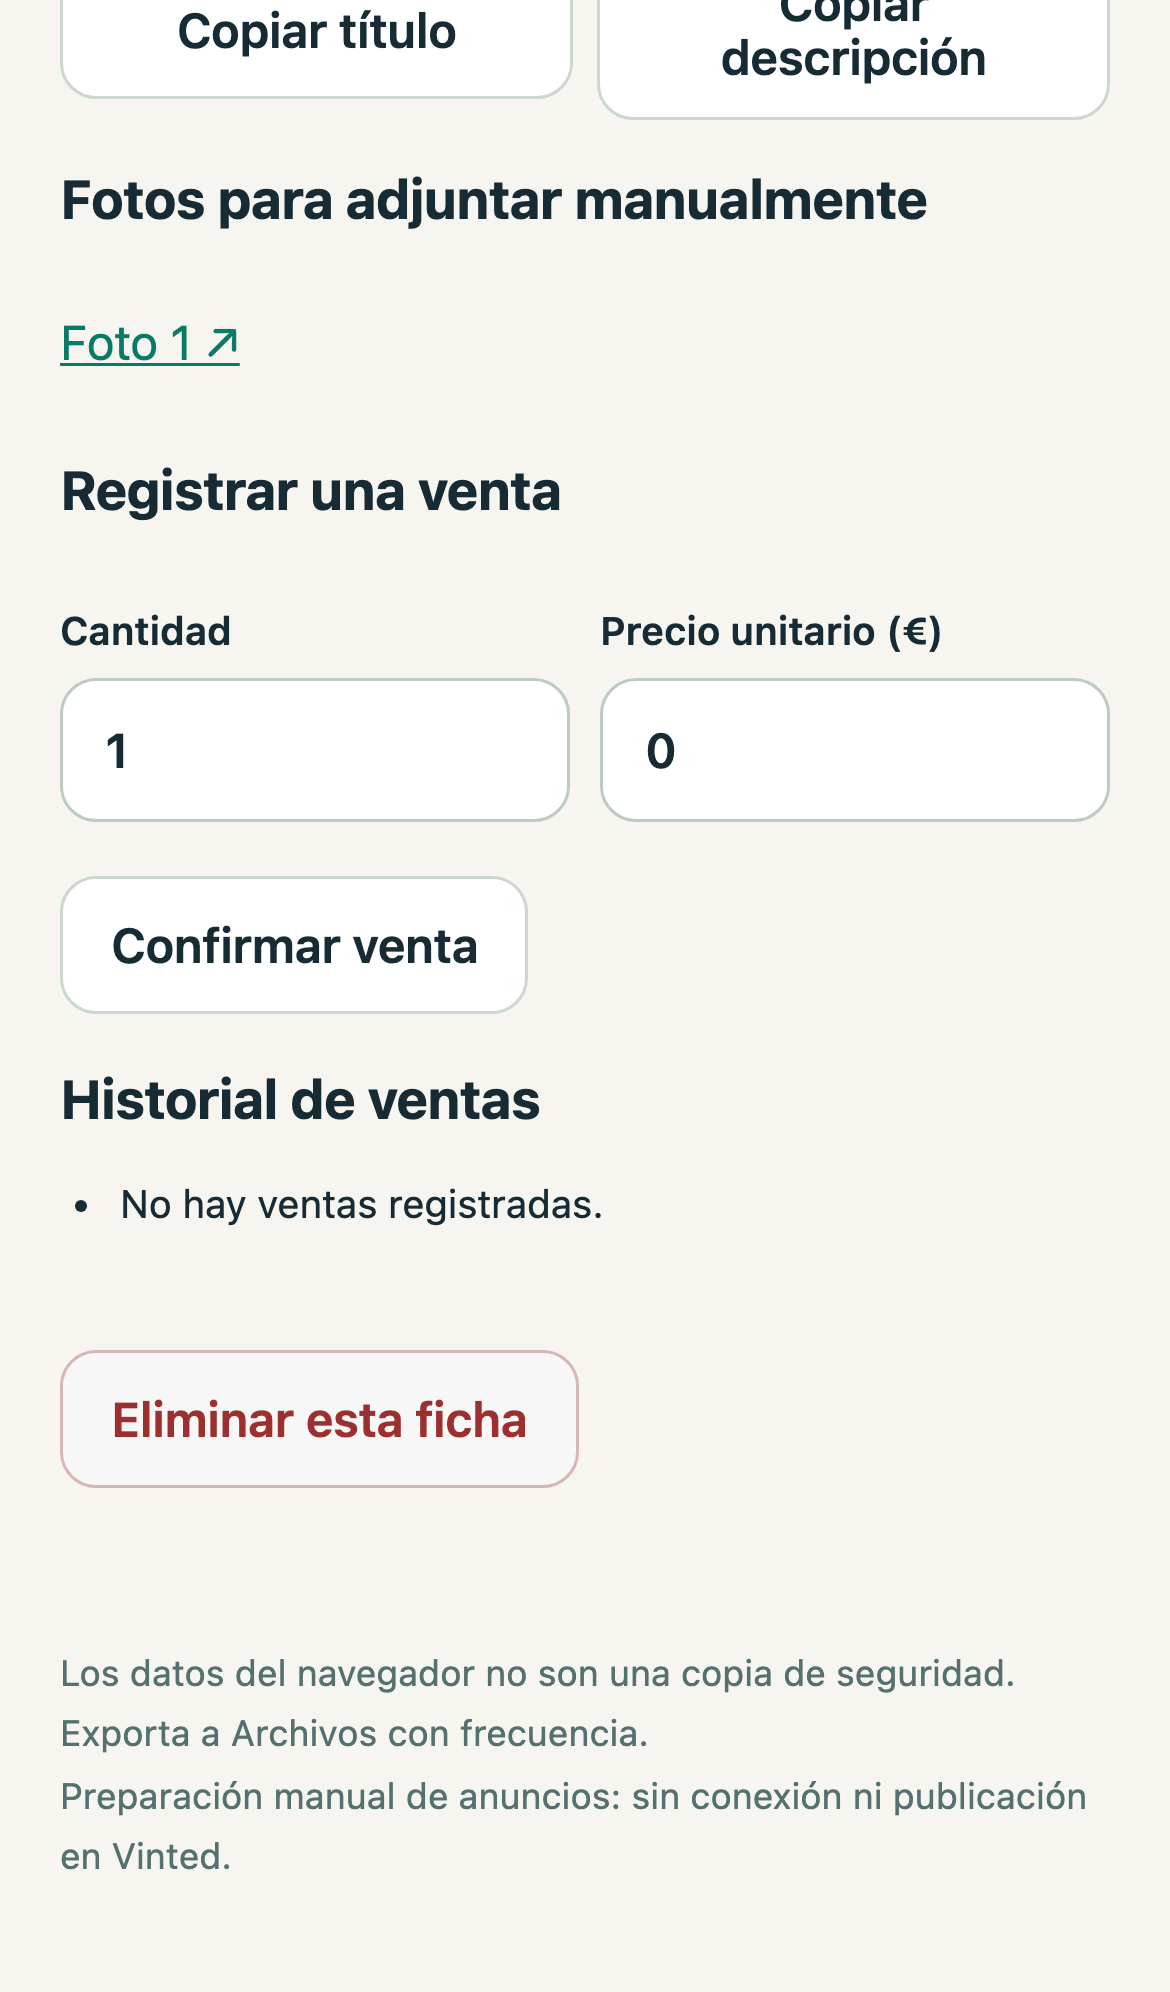 Copiar título
Copiar
descripción
Fotos para adjuntar manualmente
Foto 1 ↗
Registrar una venta
Cantidad
Precio unitario (€)
1
0
Confirmar venta
Historial de ventas
• No hay ventas registradas.
Eliminar esta ficha
Los datos del navegador no son una copia de seguridad.
Exporta a Archivos con frecuencia.
Preparación manual de anuncios: sin conexión ni publicación
en Vinted.